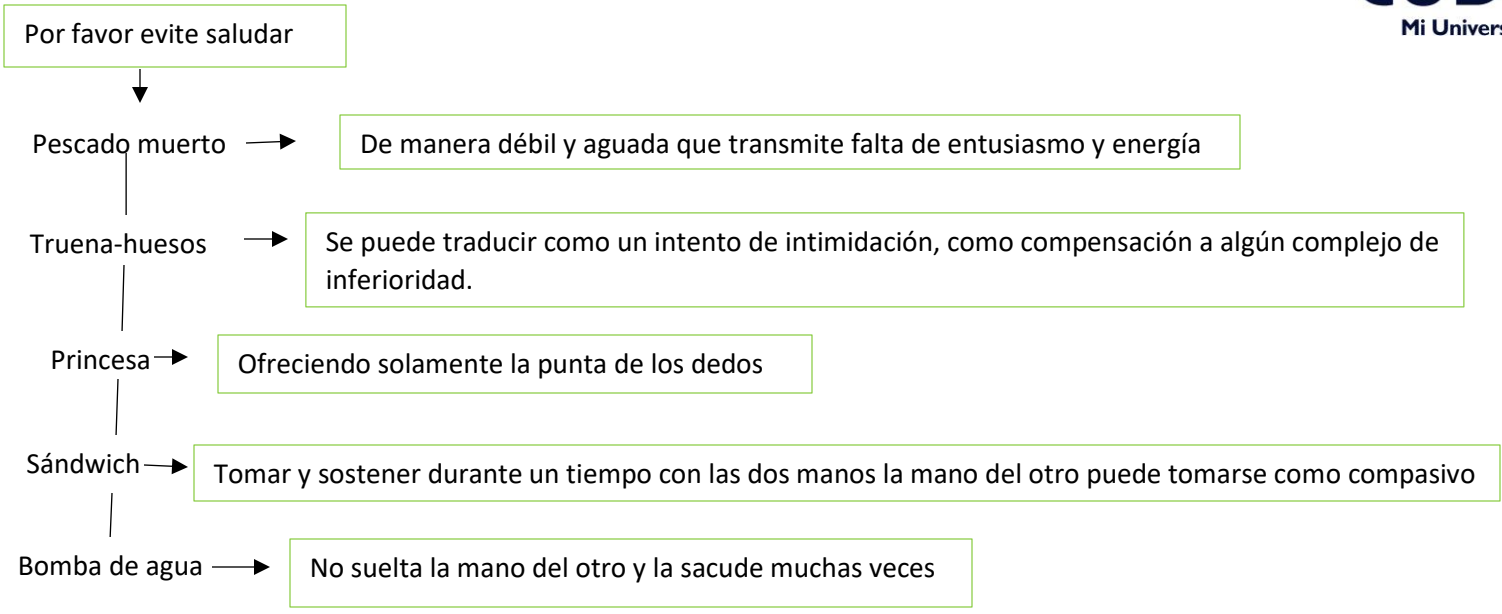 Mi Univers
Por favor evite saludar
Pescado muerto
De manera débil y aguada que transmite falta de entusiasmo y energía
Truena-huesos
Se puede traducir como un intento de intimidación, como compensación a algún complejo de
inferioridad.
Princesa
Ofreciendo solamente la punta de los dedos
Sándwich
Tomar y sostener durante un tiempo con las dos manos la mano del otro puede tomarse como compasivo
Bomba de agua
No suelta la mano del otro y la sacude muchas veces